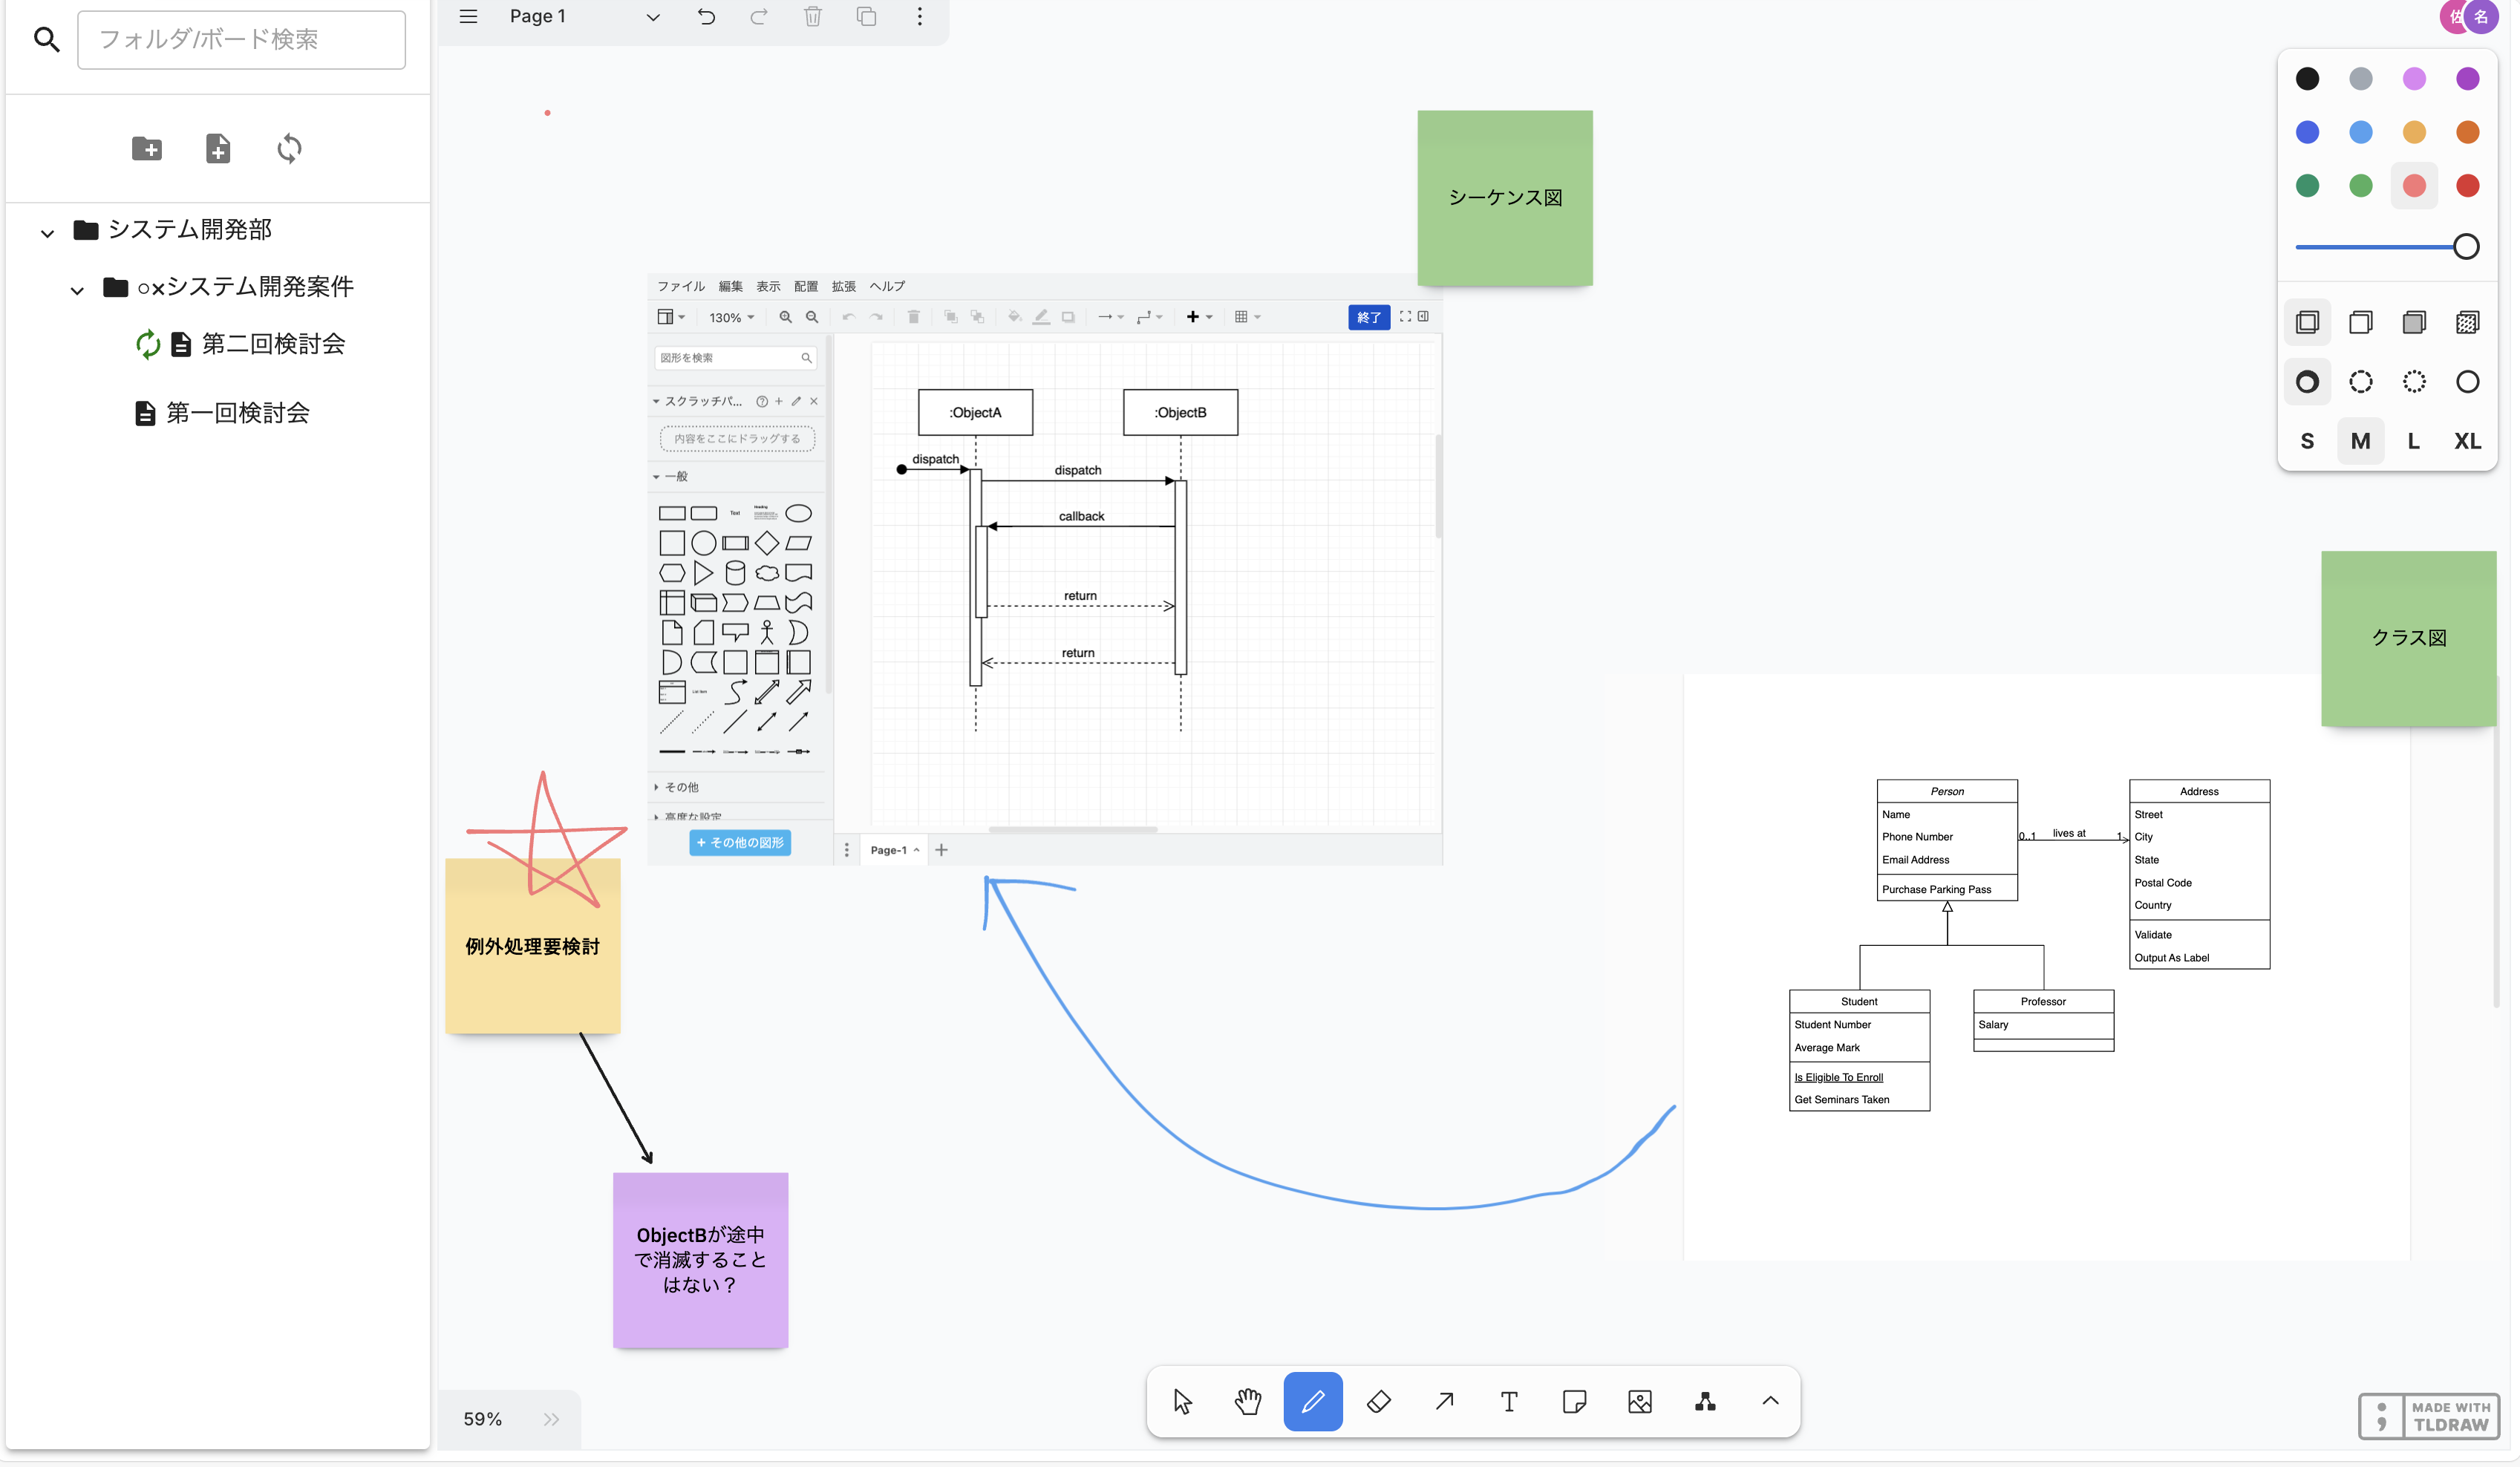 フォルダ/ボード検索
システム開発部
○×システム開発案件
第二回検討会
第一回検討会
Page 1
佐
名
S M L XL
シーケンス図
ファイル 編集 表示 配置 拡張 ヘルプ
130%
終了
図形を検索
スクラッチパ...
内容をここにドラッグする
一般
Text
Heading
List Item
その他
高度な設定
+ その他の図形
Page-1
:ObjectA
:ObjectB
dispatch
dispatch
callback
return
return
クラス図
Person
Name
Phone Number
Email Address
Purchase Parking Pass
0..1
lives at
1
Address
Street
City
State
Postal Code
Country
Validate
Output As Label
Student
Student Number
Average Mark
Is Eligible To Enroll
Get Seminars Taken
Professor
Salary
例外処理要検討
ObjectBが途中
で消滅すること
はない？
59%
MADE WITH
TLDRAW